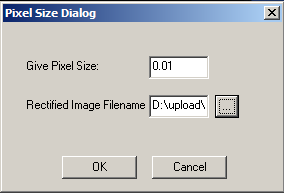 Pixel Size Dialog
Give Pixel Size: 0.01
Rectified Image Filename D:\upload\ ...
OK Cancel